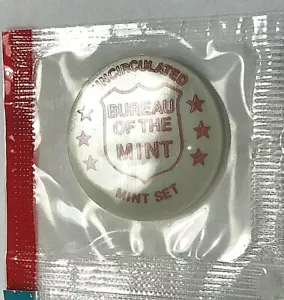 UNCIRCULATED
BUREAU
OF THE
MINT
MINT SET